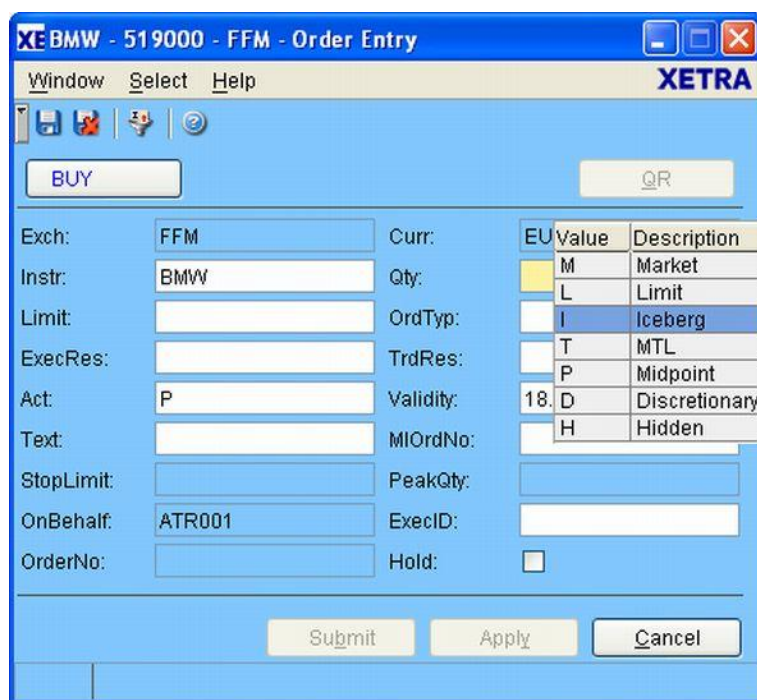 XE BMW - 519000 - FFM - Order Entry
Window Select Help XETRA
BUY QR
Exch: FFM Curr: EU Value Description
M Market
Instr: BMW Qty:
L Limit
Limit: OrdTyp: I Iceberg
ExecRes: TrdRes: T MTL
P Midpoint
Act: P Validity: 18. D Discretionary
Text: MIOrdNo: H Hidden
StopLimit: PeakQty:
OnBehalf: ATR001 ExecID:
OrderNo: Hold:
Submit Apply Cancel